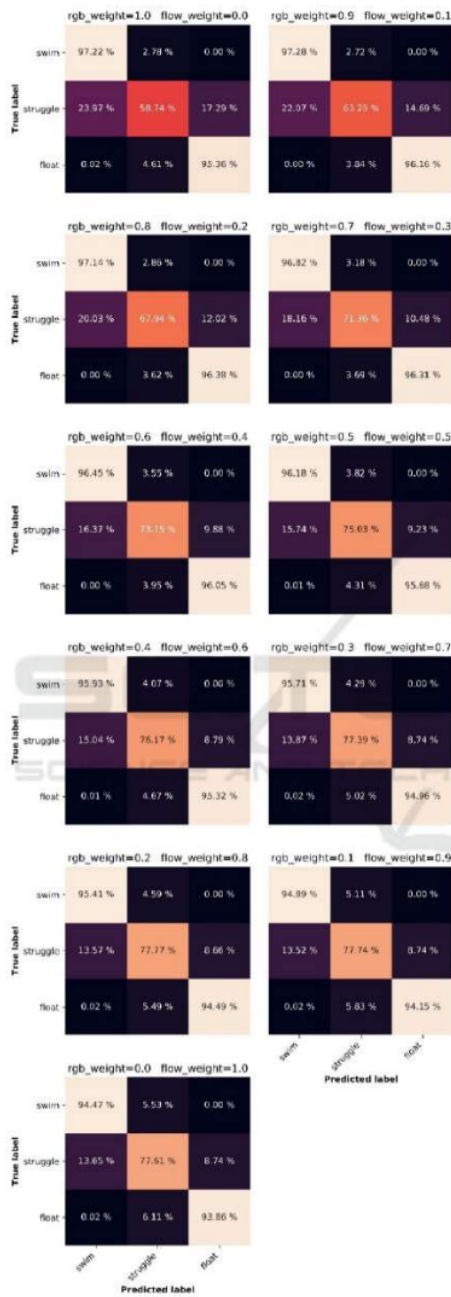 rgb_weight=1.0 flow_weight=0.0 rgb_weight=0.9 flow_weight=0.1
swim 97.22 % 2.78 % 0.00 % 97.28 % 2.72 % 0.00 %
True label
struggle 23.97 % 58.74 % 17.29 % 22.07 % 14.69 %
float 0.02 % 4.61 % 95.36 % 0.00 % 3.84 % 96.16 %
rgb_weight=0.8 flow_weight=0.2 rgb_weight=0.7 flow_weight=0.3
swim 97.14 % 2.86 % 0.00 % 96.82 % 3.18 % 0.00 %
True label
struggle 20.03 % 67.94 % 12.02 % 18.16 % 71.36 % 10.48 %
float 0.00 % 3.62 % 96.38 % 0.00 % 3.69 % 96.31 %
rgb_weight=0.6 flow_weight=0.4 rgb_weight=0.5 flow_weight=0.5
swim 96.45 % 3.55 % 0.00 % 96.18 % 3.82 % 0.00 %
True label
struggle 16.37 % 73.75 % 9.88 % 15.74 % 75.03 % 9.23 %
float 0.00 % 3.95 % 96.05 % 0.01 % 4.31 % 95.68 %
rgb_weight=0.4 flow_weight=0.6 rgb_weight=0.3 flow_weight=0.7
swim 95.93 % 4.07 % 0.00 % 95.71 % 4.29 % 0.00 %
True label
struggle 15.04 % 76.17 % 8.79 % 13.87 % 77.39 % 8.74 %
float 0.01 % 4.67 % 95.32 % 0.02 % 5.02 % 94.96 %
rgb_weight=0.2 flow_weight=0.8 rgb_weight=0.1 flow_weight=0.9
swim 95.41 % 4.59 % 0.00 % 94.89 % 5.11 % 0.00 %
True label
struggle 13.57 % 77.77 % 8.66 % 13.52 % 77.74 % 8.74 %
float 0.02 % 5.49 % 94.49 % 0.02 % 5.83 % 94.15 %
swim struggle float
Predicted label
rgb_weight=0.0 flow_weight=1.0
swim 94.47 % 5.53 % 0.00 %
True label
struggle 13.65 % 77.61 % 8.74 %
float 0.02 % 6.11 % 93.86 %
swim struggle float
Predicted label